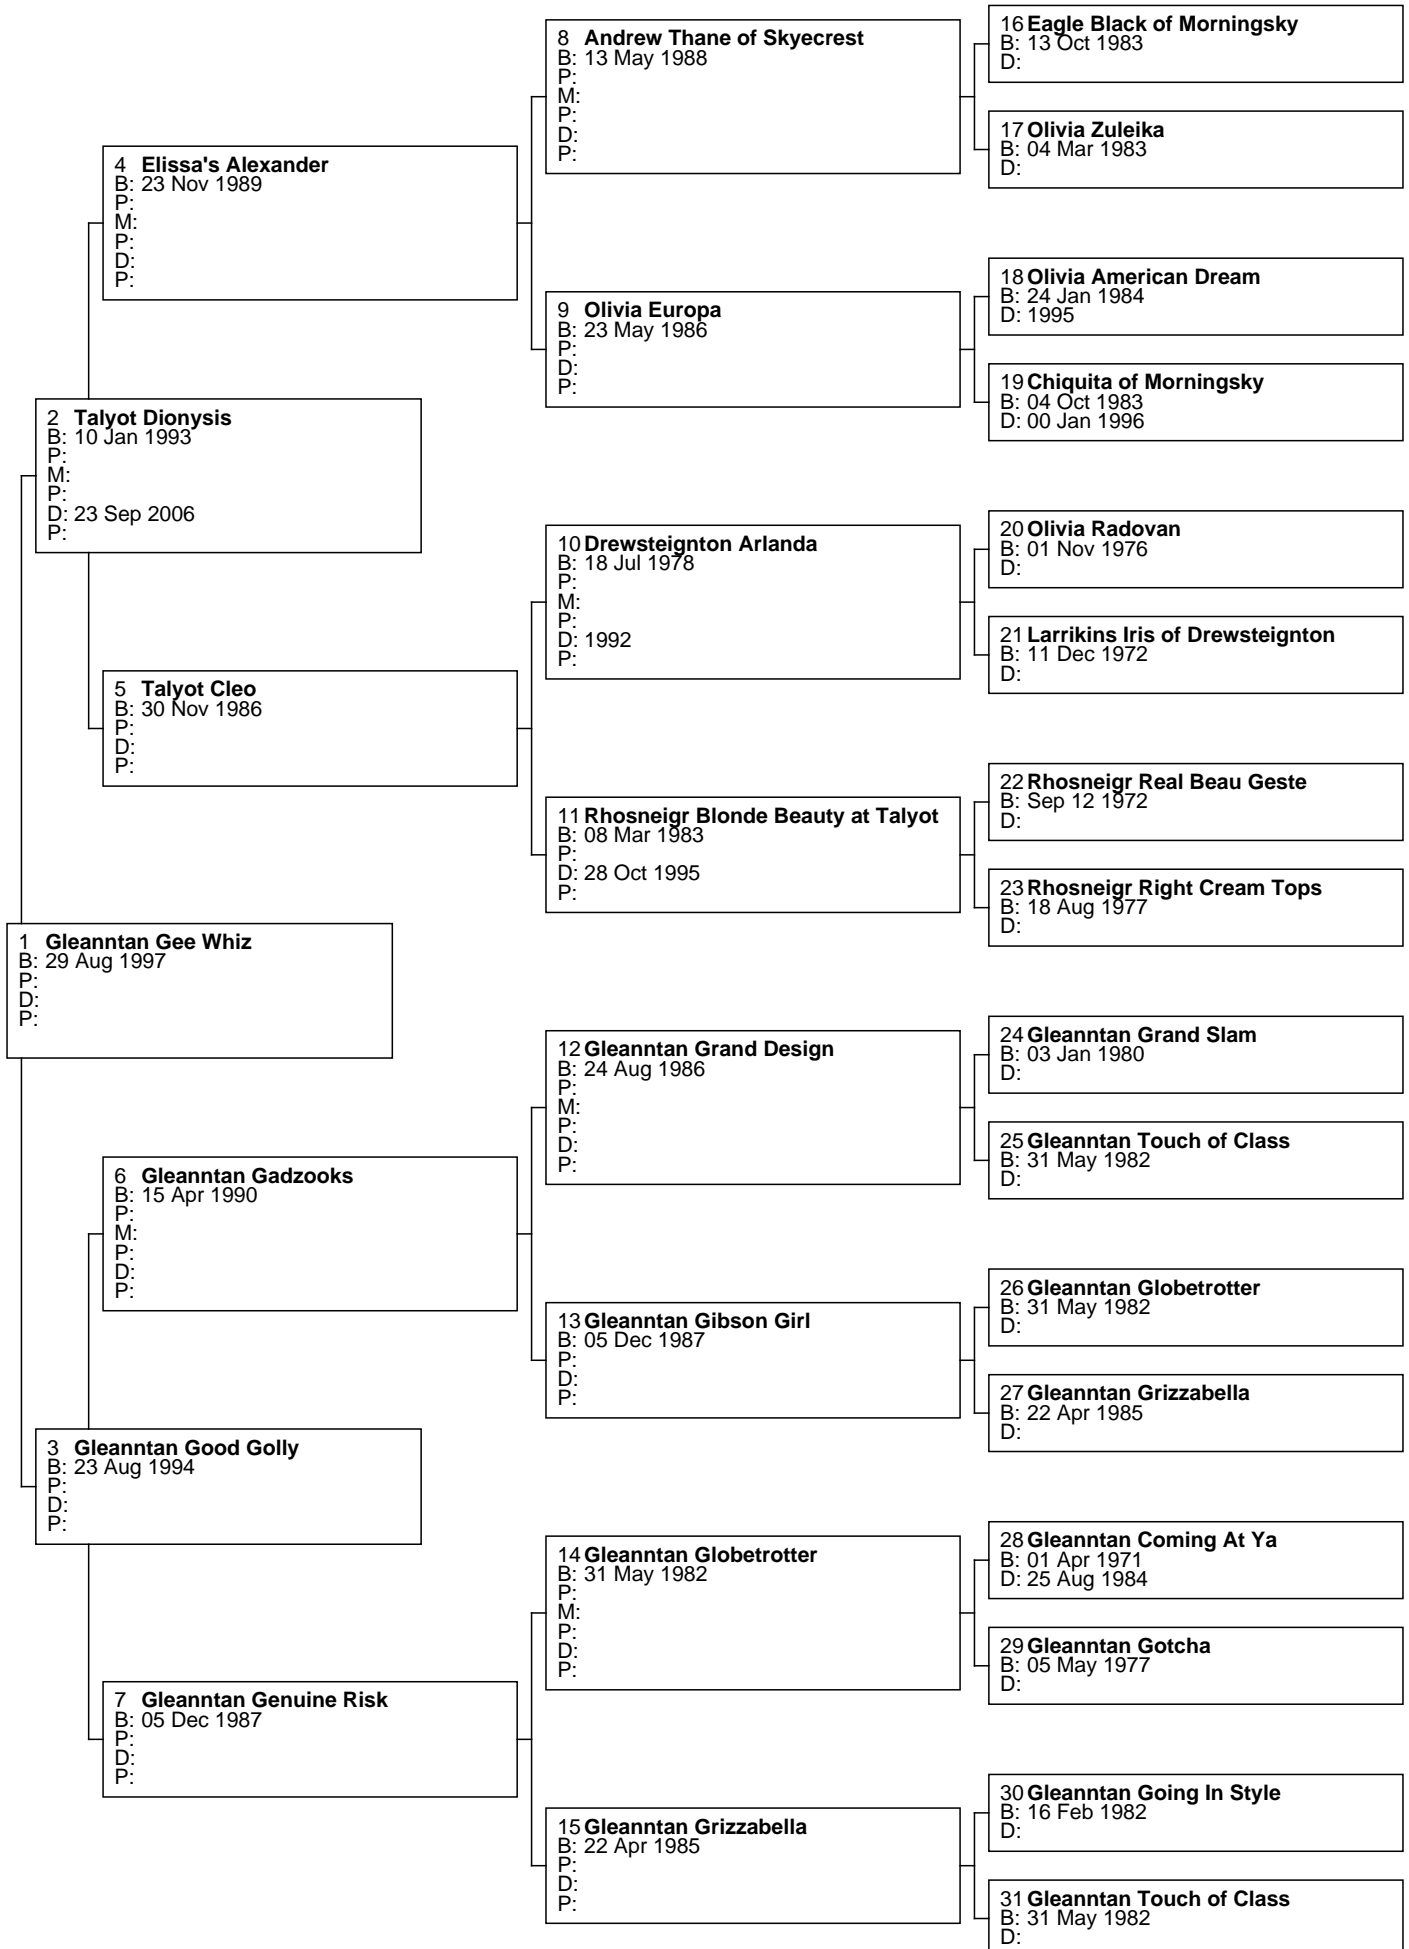 8 Andrew Thane of Skyecrest
B: 13 May 1988
P:
M:
P:
D:
P:
16 Eagle Black of Morningsky
B: 13 Oct 1983
D:
17 Olivia Zuleika
B: 04 Mar 1983
D:
4 Elissa's Alexander
B: 23 Nov 1989
P:
M:
P:
D:
P:
9 Olivia Europa
B: 23 May 1986
P:
D:
P:
18 Olivia American Dream
B: 24 Jan 1984
D: 1995
19 Chiquita of Morningsky
B: 04 Oct 1983
D: 00 Jan 1996
2 Talyot Dionysis
B: 10 Jan 1993
P:
M:
P:
D: 23 Sep 2006
P:
10 Drewsteignton Arlanda
B: 18 Jul 1978
P:
M:
P:
D: 1992
P:
20 Olivia Radovan
B: 01 Nov 1976
D:
21 Larrikins Iris of Drewsteignton
B: 11 Dec 1972
D:
5 Talyot Cleo
B: 30 Nov 1986
P:
D:
P:
11 Rhosneigr Blonde Beauty at Talyot
B: 08 Mar 1983
P:
D: 28 Oct 1995
P:
22 Rhosneigr Real Beau Geste
B: Sep 12 1972
D:
23 Rhosneigr Right Cream Tops
B: 18 Aug 1977
D:
1 Gleanntan Gee Whiz
B: 29 Aug 1997
P:
D:
P:
12 Gleanntan Grand Design
B: 24 Aug 1986
P:
M:
P:
D:
P:
24 Gleanntan Grand Slam
B: 03 Jan 1980
D:
25 Gleanntan Touch of Class
B: 31 May 1982
D:
6 Gleanntan Gadzooks
B: 15 Apr 1990
P:
M:
P:
D:
P:
13 Gleanntan Gibson Girl
B: 05 Dec 1987
P:
D:
P:
26 Gleanntan Globetrotter
B: 31 May 1982
D:
27 Gleanntan Grizzabella
B: 22 Apr 1985
D:
3 Gleanntan Good Golly
B: 23 Aug 1994
P:
D:
P:
14 Gleanntan Globetrotter
B: 31 May 1982
P:
M:
P:
D:
P:
28 Gleanntan Coming At Ya
B: 01 Apr 1971
D: 25 Aug 1984
29 Gleanntan Gotcha
B: 05 May 1977
D:
7 Gleanntan Genuine Risk
B: 05 Dec 1987
P:
D:
P:
15 Gleanntan Grizzabella
B: 22 Apr 1985
P:
D:
P:
30 Gleanntan Going In Style
B: 16 Feb 1982
D:
31 Gleanntan Touch of Class
B: 31 May 1982
D: